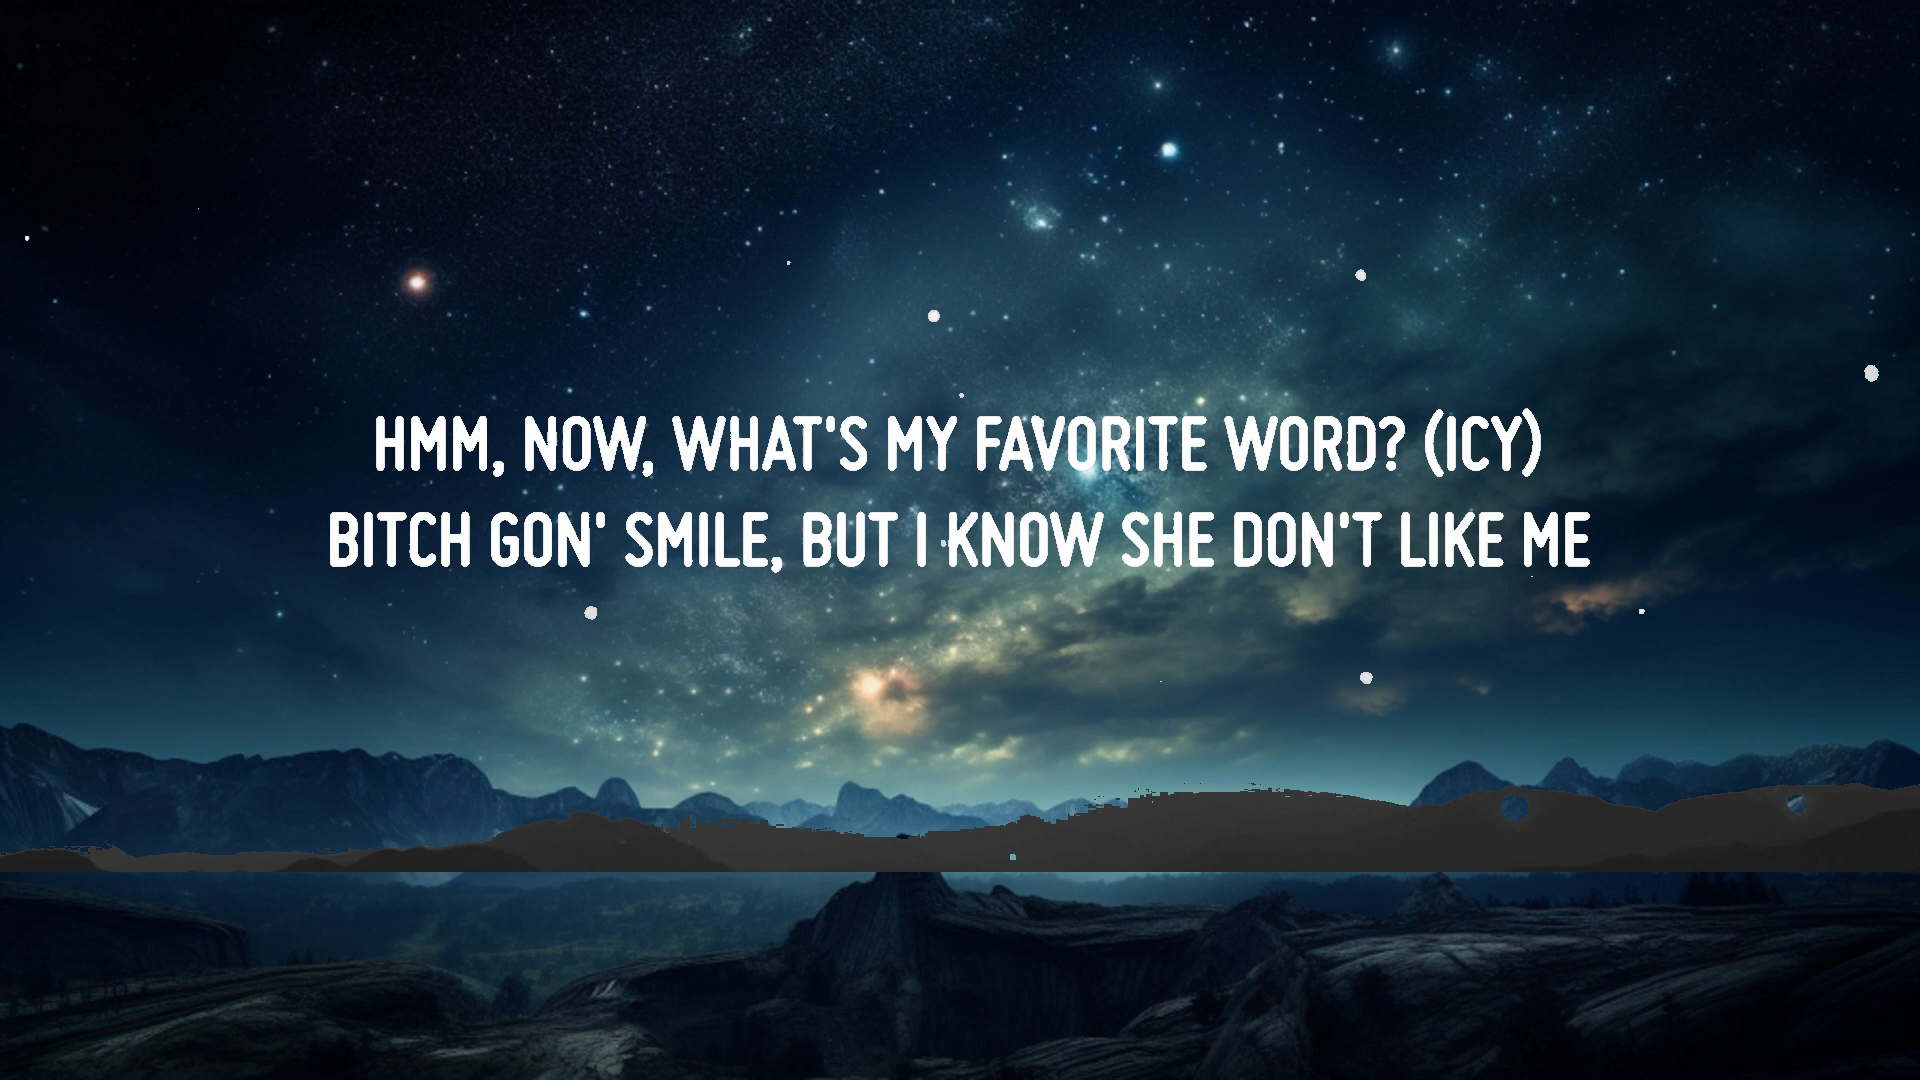 HMM, NOW, WHAT'S MY FAVORITE WORD? (ICY)
BITCH GON' SMILE, BUT I KNOW SHE DON'T LIKE ME